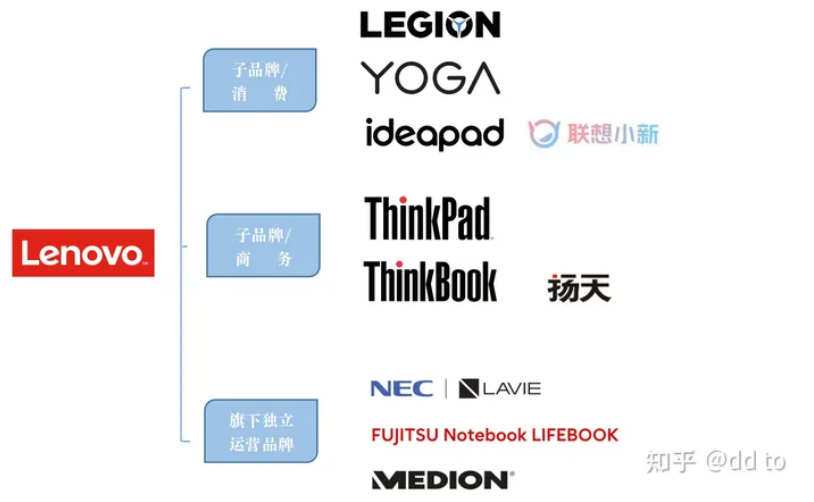 LEGION
子品牌/
消 费
YOGA
ideapad
联想小新
ThinkPad
子品牌/
商 务
Lenovo™
ThinkBook
扬天
NEC | LAVIE
旗下独立
运营品牌
FUJITSU Notebook LIFEBOOK
MEDION®
知乎 @dd to